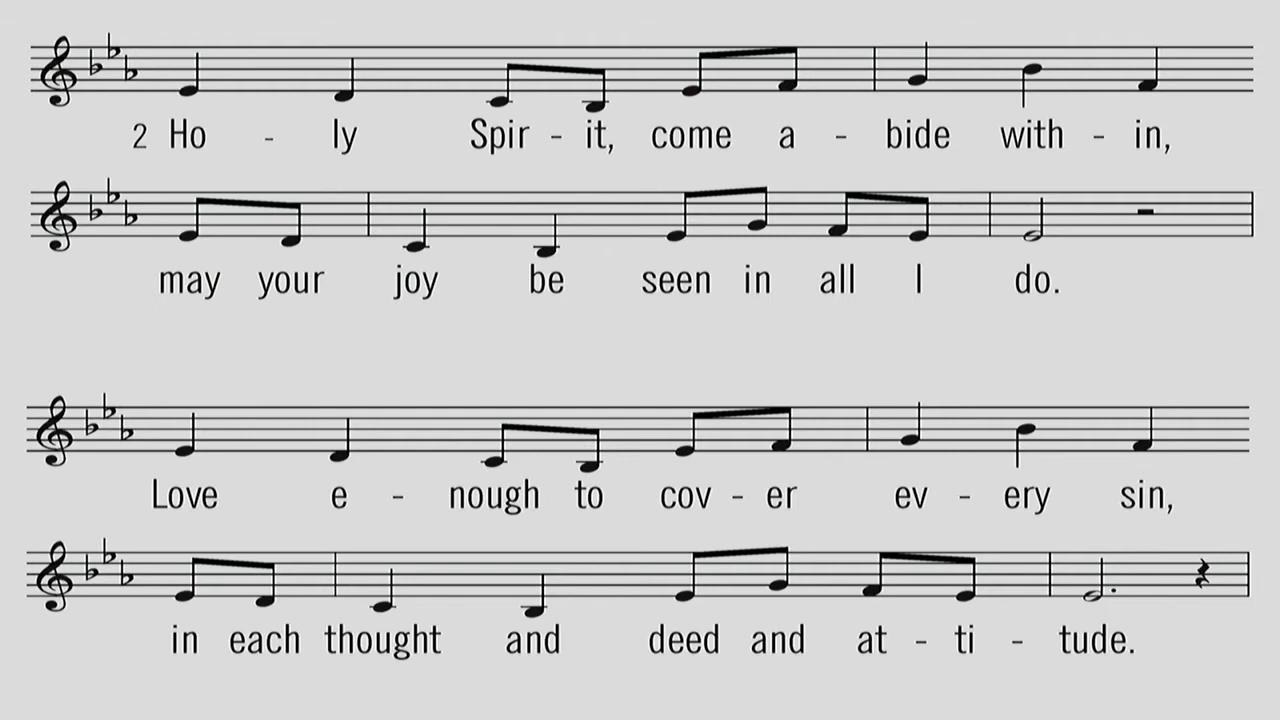 2 Ho - ly Spir - it, come a - bide with - in,
may your joy be seen in all I do.
Love e - nough to cov - er ev - ery sin,
in each thought and deed and at - ti - tude.